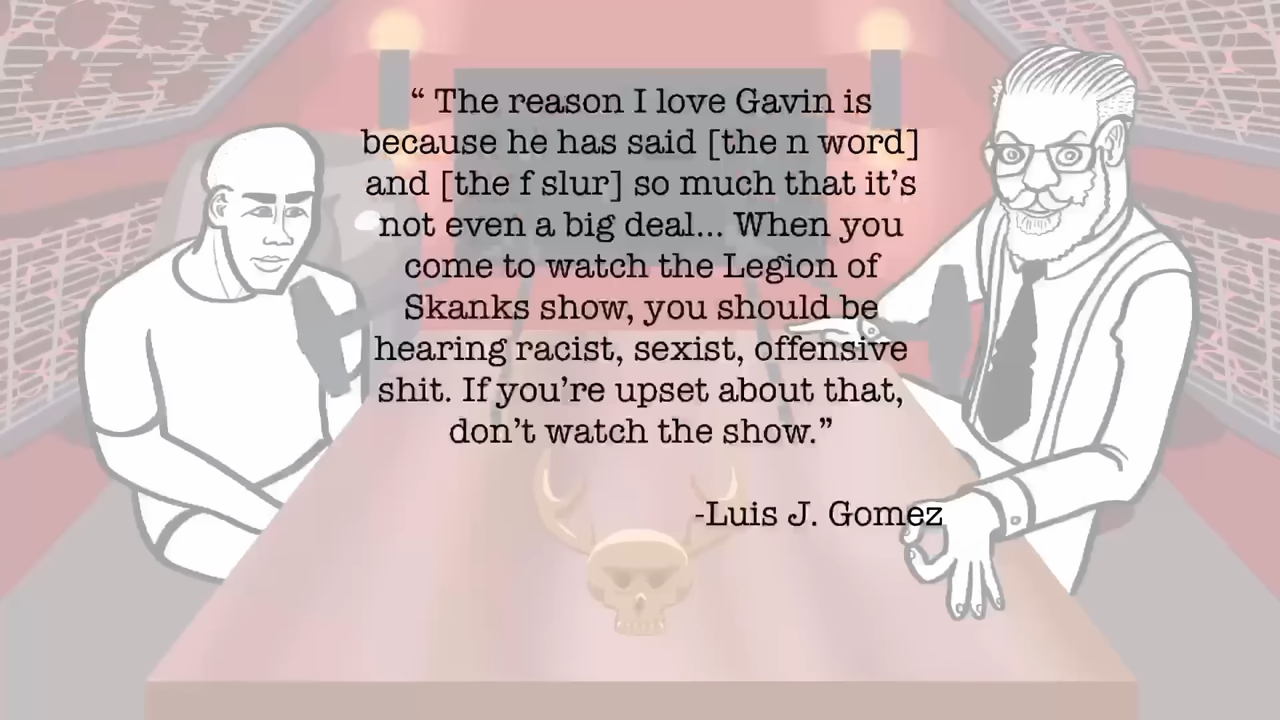 “ The reason I love Gavin is
because he has said [the n word]
and [the f slur] so much that it’s
not even a big deal... When you
come to watch the Legion of
Skanks show, you should be
hearing racist, sexist, offensive
shit. If you’re upset about that,
don’t watch the show.”
-Luis J. Gomez